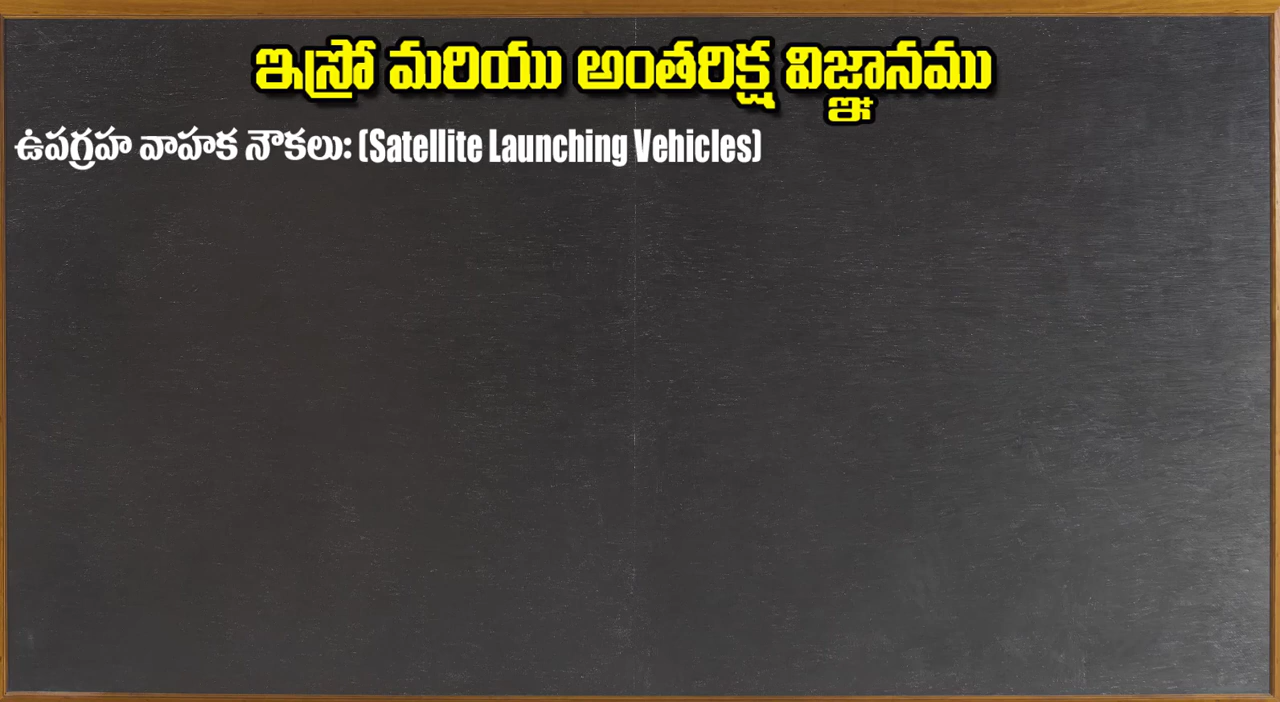 ఇస్రో మరియు అంతరిక్ష విజ్ఞానము
ఉపగ్రహ వాహక నౌకలు: (Satellite Launching Vehicles)